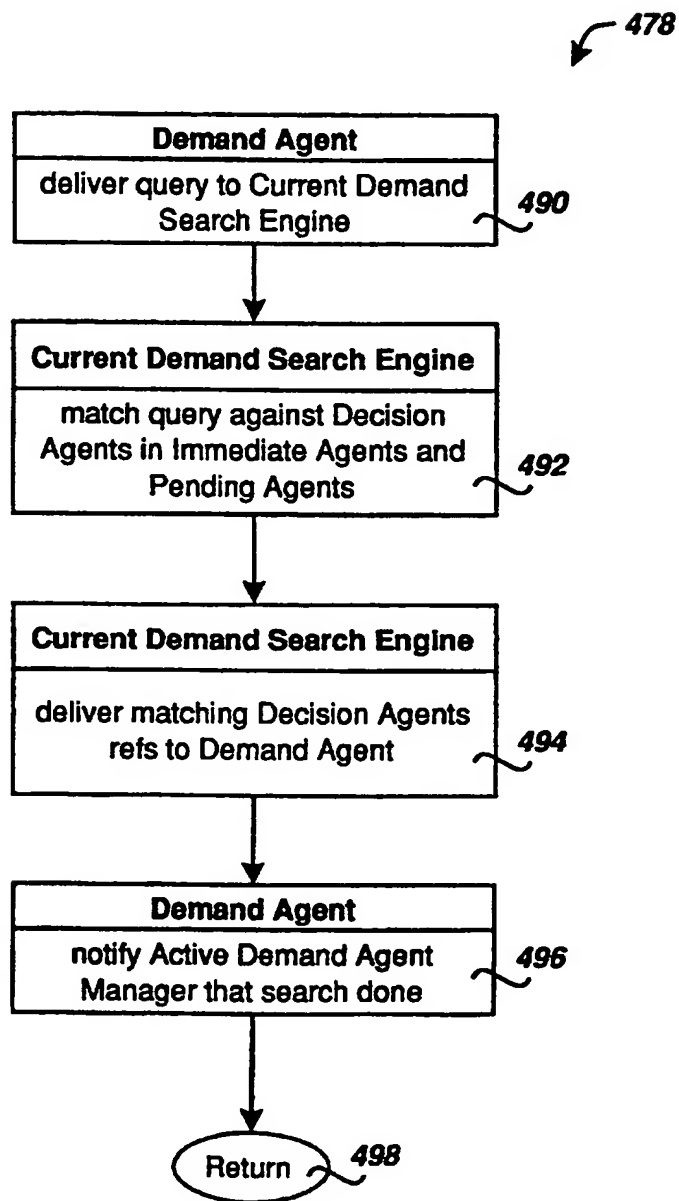 478
Demand Agent
deliver query to Current Demand
Search Engine
490
Current Demand Search Engine
match query against Decision
Agents in Immediate Agents and
Pending Agents
492
Current Demand Search Engine
deliver matching Decision Agents
refs to Demand Agent
494
Demand Agent
notify Active Demand Agent
Manager that search done
496
Return
498